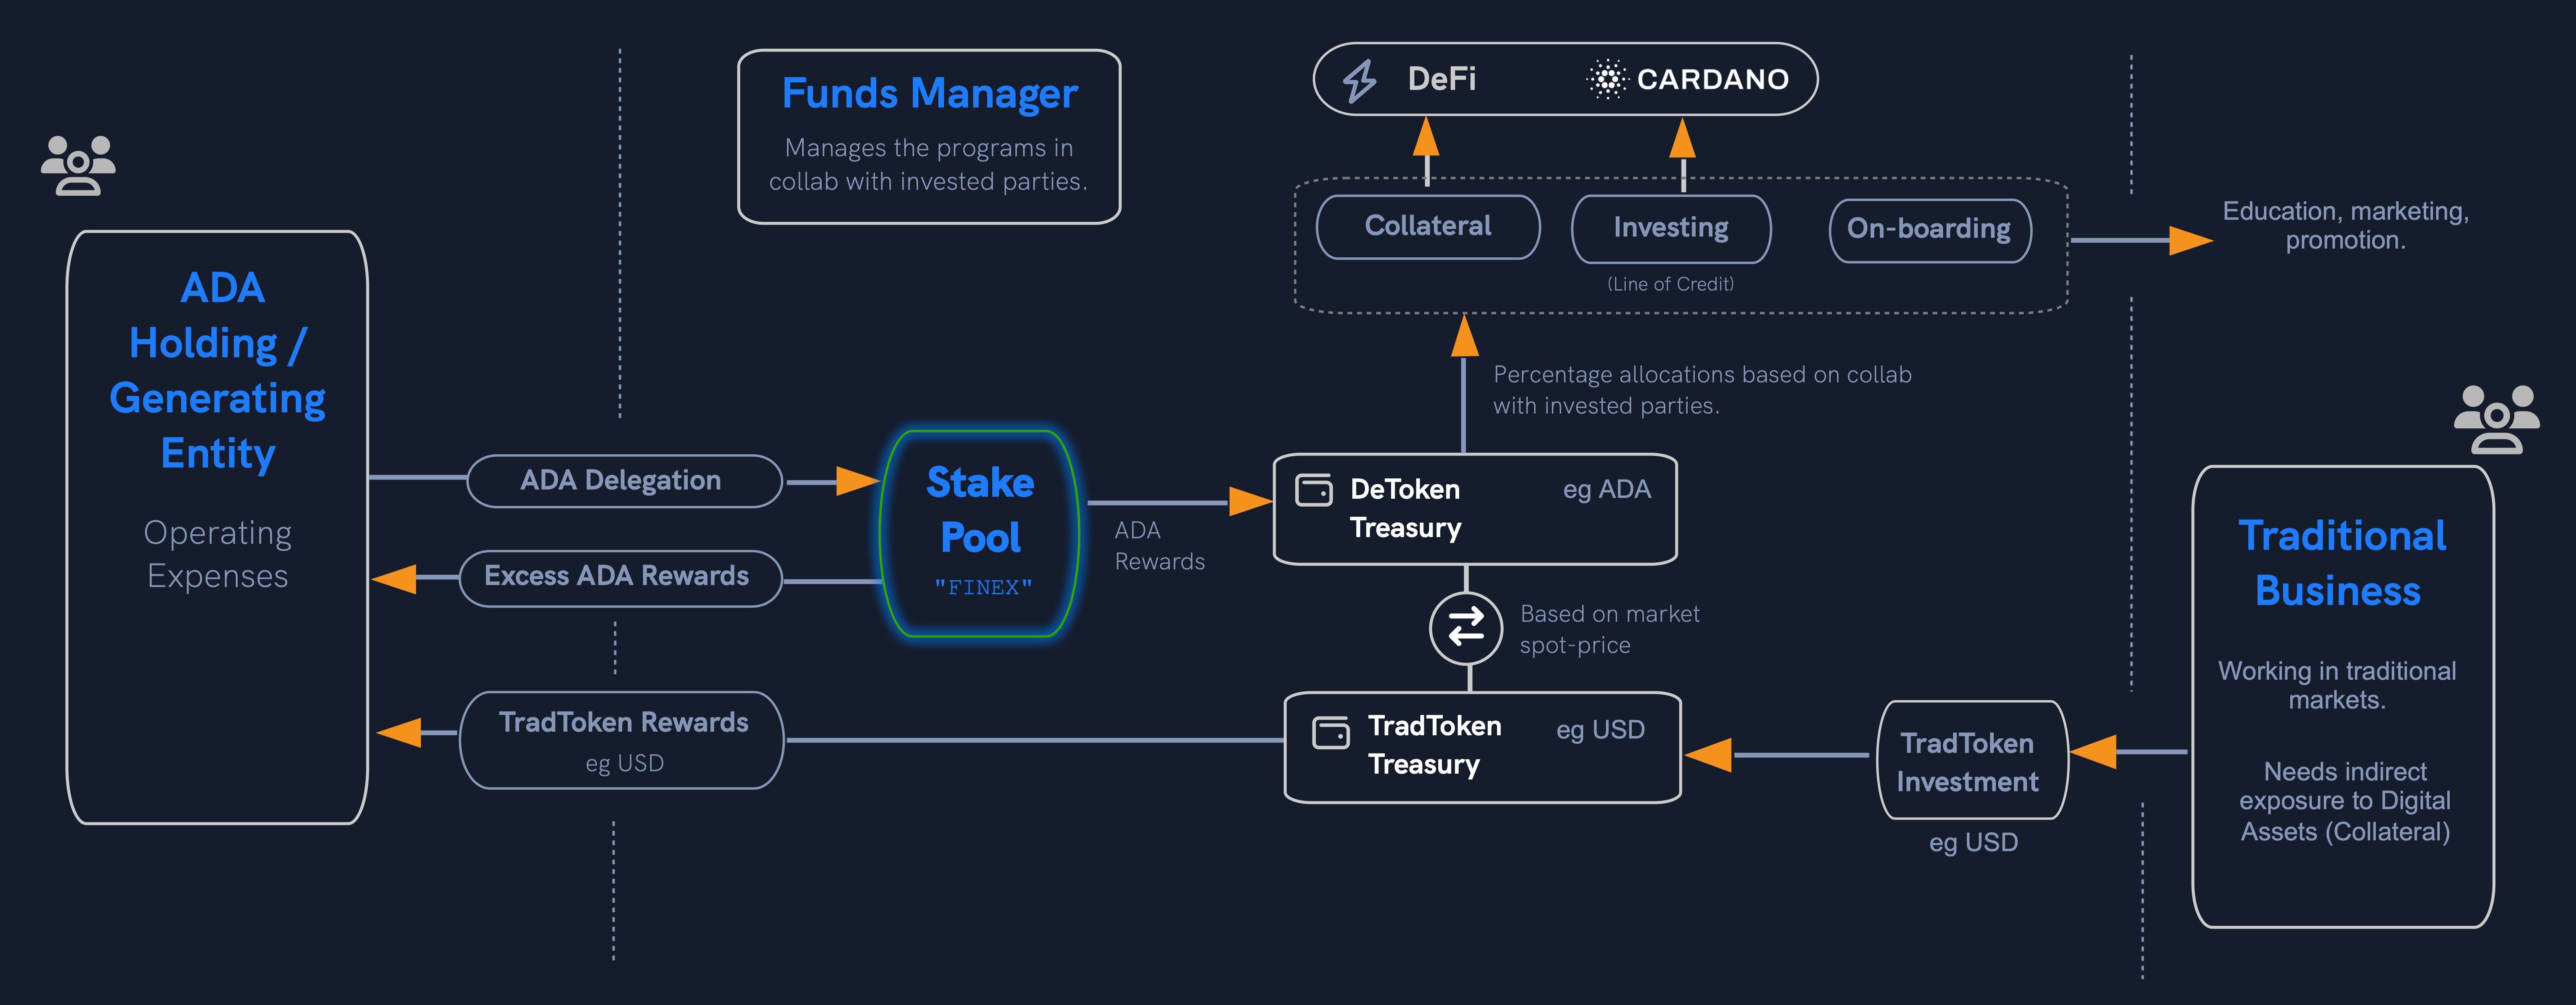 Funds Manager
Manages the programs in
collab with invested parties.
DeFi
CARDANO
Collateral
Investing
(Line of Credit)
On-boarding
Education, marketing,
promotion.
ADA
Holding /
Generating
Entity
Operating
Expenses
ADA Delegation
Excess ADA Rewards
TradToken Rewards
eg USD
Stake
Pool
"FINEX"
ADA
Rewards
Percentage allocations based on collab
with invested parties.
DeToken
Treasury
eg ADA
Based on market
spot-price
TradToken
Treasury
eg USD
TradToken
Investment
eg USD
Traditional
Business
Working in traditional
markets.
Needs indirect
exposure to Digital
Assets (Collateral)